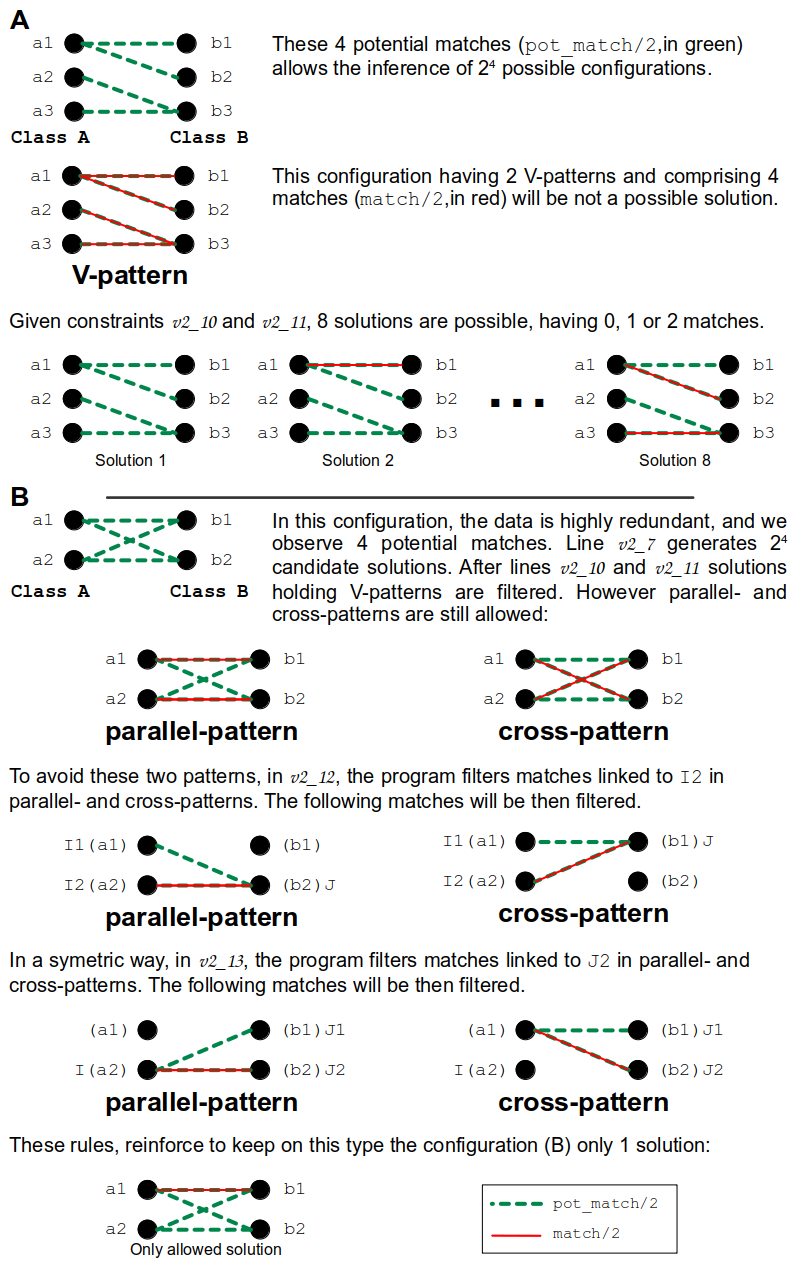 A
a1 b1
a2 b2
a3 b3
Class A Class B
These 4 potential matches (pot_match/2,in green)
allows the inference of 2⁴ possible configurations.
a1 b1
a2 b2
a3 b3
V-pattern
This configuration having 2 V-patterns and comprising 4
matches (match/2,in red) will be not a possible solution.
Given constraints v2_10 and v2_11, 8 solutions are possible, having 0, 1 or 2 matches.
a1 b1 a1 b1 a1 b1
a2 b2 a2 b2 ... a2 b2
a3 b3 a3 b3 a3 b3
Solution 1 Solution 2 Solution 8
B
a1 b1
a2 b2
Class A Class B
In this configuration, the data is highly redundant, and we
observe 4 potential matches. Line v2_7 generates 2⁴
candidate solutions. After lines v2_10 and v2_11 solutions
holding V-patterns are filtered. However parallel- and
cross-patterns are still allowed:
a1 b1 a1 b1
a2 b2 a2 b2
parallel-pattern cross-pattern
To avoid these two patterns, in v2_12, the program filters matches linked to I2 in
parallel- and cross-patterns. The following matches will be then filtered.
I1(a1) (b1) I1(a1) (b1)J
I2(a2) (b2)J I2(a2) (b2)
parallel-pattern cross-pattern
In a symetric way, in v2_13, the program filters matches linked to J2 in parallel- and
cross-patterns. The following matches will be then filtered.
(a1) (b1)J1 (a1) (b1)J1
I(a2) (b2)J2 I(a2) (b2)J2
parallel-pattern cross-pattern
These rules, reinforce to keep on this type the configuration (B) only 1 solution:
a1 b1
a2 b2
Only allowed solution
pot_match/2
match/2